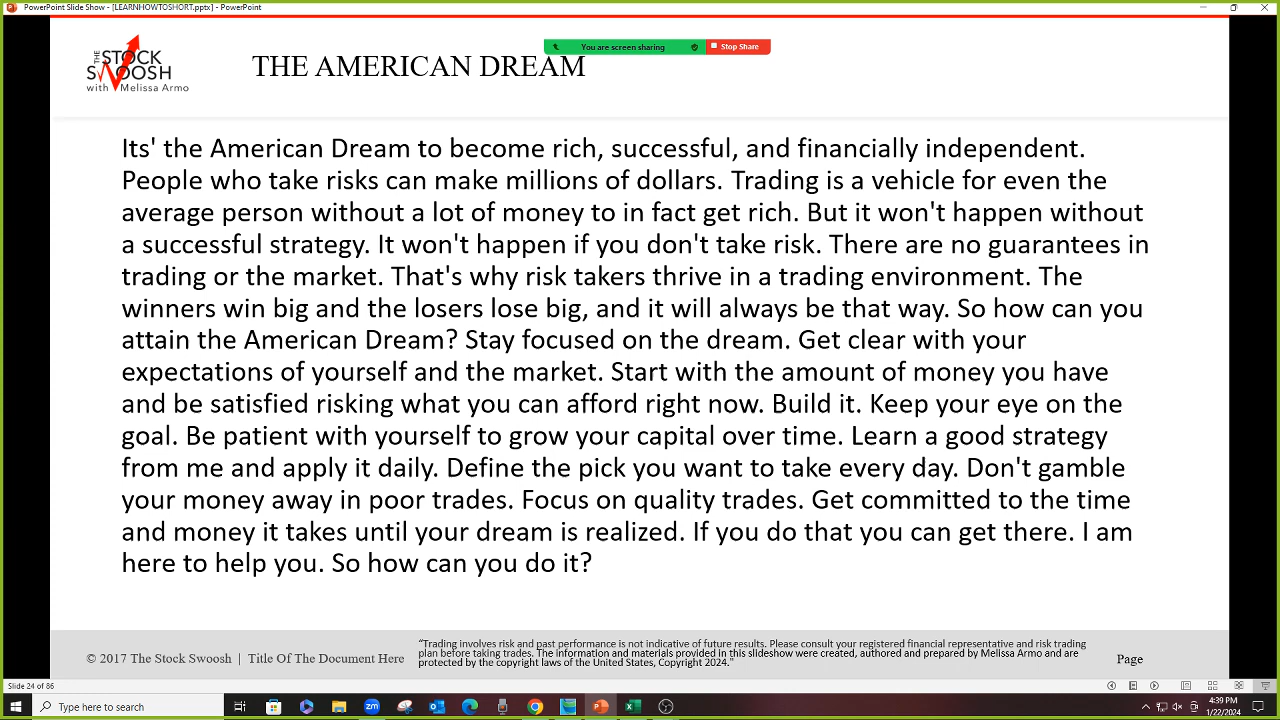 PowerPoint Slide Show - [LEARNHOWTOSHORT.pptx] - PowerPoint
You are screen sharing
Stop Share
THE STOCK SWOOSH
with Melissa Armo
THE AMERICAN DREAM
Its' the American Dream to become rich, successful, and financially independent.
People who take risks can make millions of dollars. Trading is a vehicle for even the
average person without a lot of money to in fact get rich. But it won't happen without
a successful strategy. It won't happen if you don't take risk. There are no guarantees in
trading or the market. That's why risk takers thrive in a trading environment. The
winners win big and the losers lose big, and it will always be that way. So how can you
attain the American Dream? Stay focused on the dream. Get clear with your
expectations of yourself and the market. Start with the amount of money you have
and be satisfied risking what you can afford right now. Build it. Keep your eye on the
goal. Be patient with yourself to grow your capital over time. Learn a good strategy
from me and apply it daily. Define the pick you want to take every day. Don't gamble
your money away in poor trades. Focus on quality trades. Get committed to the time
and money it takes until your dream is realized. If you do that you can get there. I am
here to help you. So how can you do it?
© 2017 The Stock Swoosh | Title Of The Document Here
"Trading involves risk and past performance is not indicative of future results. Please consult your registered financial representative and risk trading
plan before taking trades. The information and materials provided in this slideshow were created, authored and prepared by Melissa Armo and are
protected by the copyright laws of the United States, Copyright 2024."
Page
Slide 24 of 86
Type here to search
4:39 PM
1/22/2024